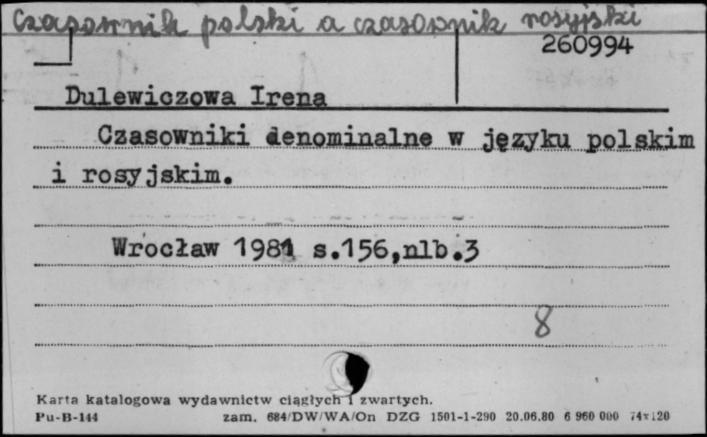 Czasownik polski a czasownik rosyjski
260994
Dulewiczowa Irena
Czasowniki denominalne w języku polskim
i rosyjskim.
Wrocław 1981 s.156,nlb.3
8
Karta katalogowa wydawnictw ciągłych i zwartych.
Pu-B-144 zam. 684/DW/WA/On DZG 1501-1-290 20.06.80 6 960 000 74x120